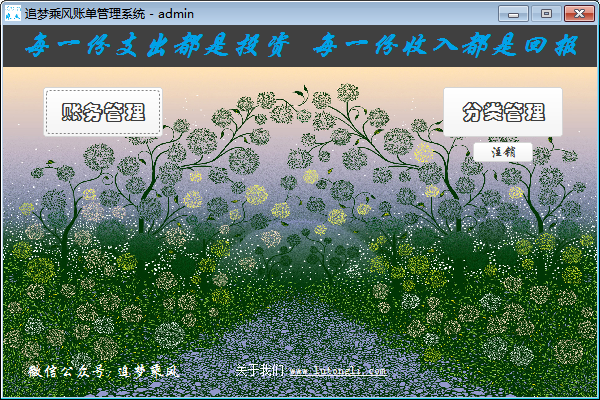 追梦乘风账单管理系统 - admin
每一份支出都是投资 每一份收入都是回报
账务管理 分类管理
注销
微信公众号 追梦乘风 关于我们 www.lusongli.com